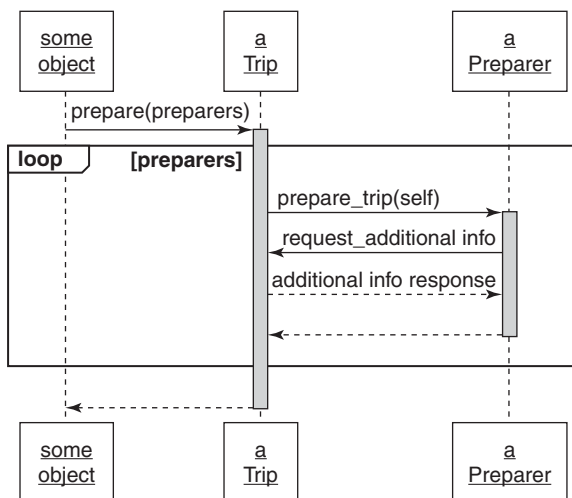 some
object
a
Trip
a
Preparer
prepare(preparers)
loop
[preparers]
prepare_trip(self)
request_additional info
additional info response
some
object
a
Trip
a
Preparer